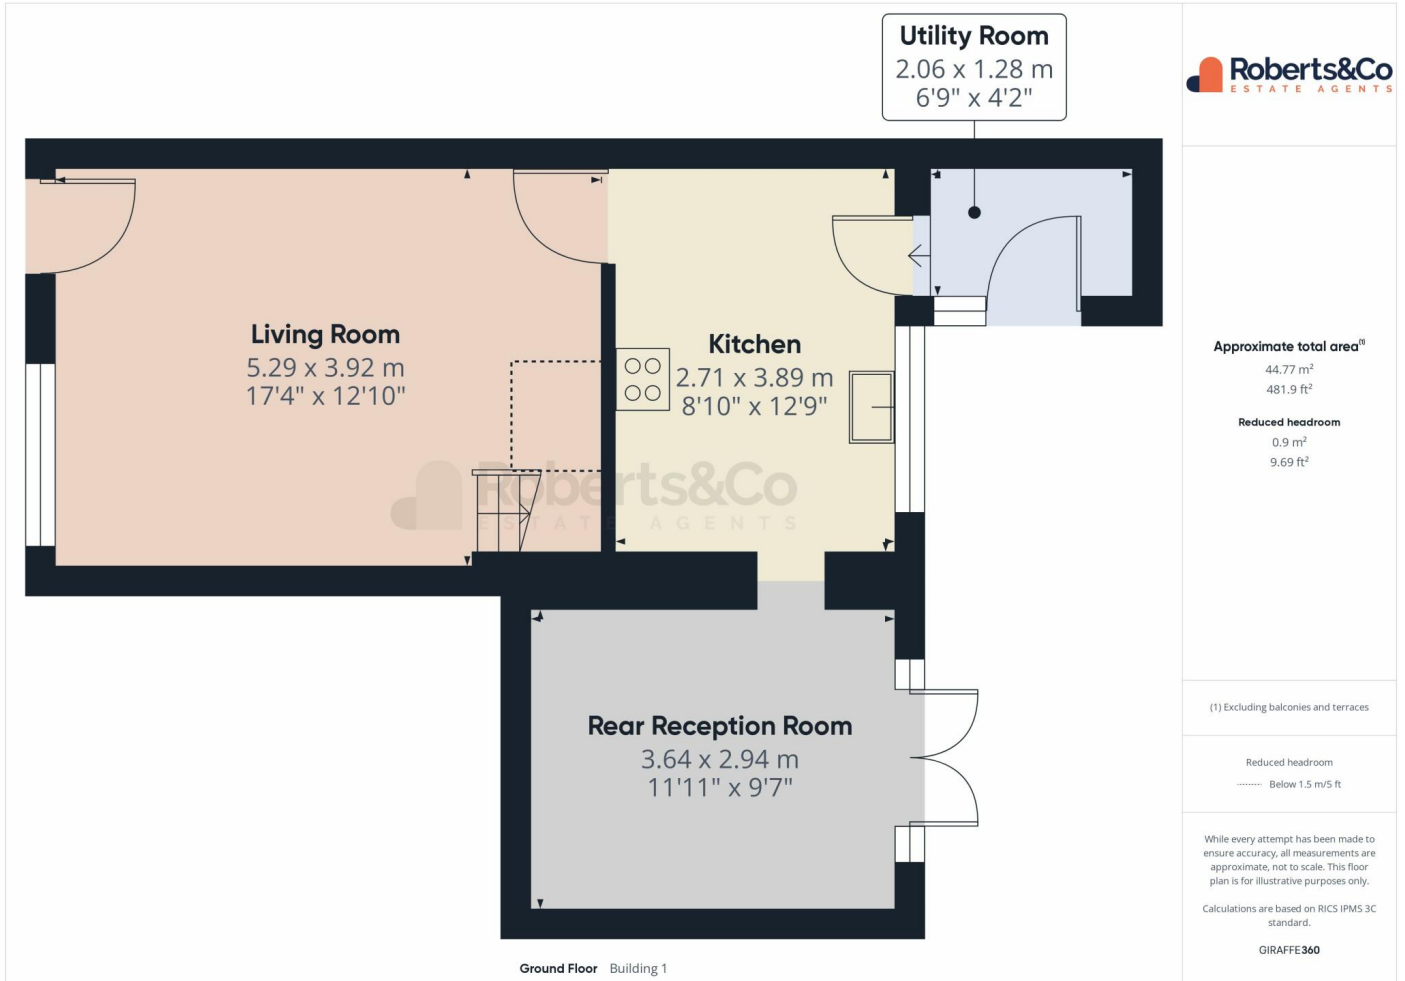 Utility Room
2.06 x 1.28 m
6'9" x 4'2"
Living Room
5.29 x 3.92 m
17'4" x 12'10"
Kitchen
2.71 x 3.89 m
8'10" x 12'9"
Roberts&Co
ESTATE AGENTS
Rear Reception Room
3.64 x 2.94 m
11'11" x 9'7"
Ground Floor Building 1
Roberts&Co
ESTATE AGENTS
Approximate total area⁽¹⁾
44.77 m²
481.9 ft²
Reduced headroom
0.9 m²
9.69 ft²
(1) Excluding balconies and terraces
Reduced headroom
Below 1.5 m/5 ft
While every attempt has been made to
ensure accuracy, all measurements are
approximate, not to scale. This floor
plan is for illustrative purposes only.
Calculations are based on RICS IPMS 3C
standard.
GIRAFFE360